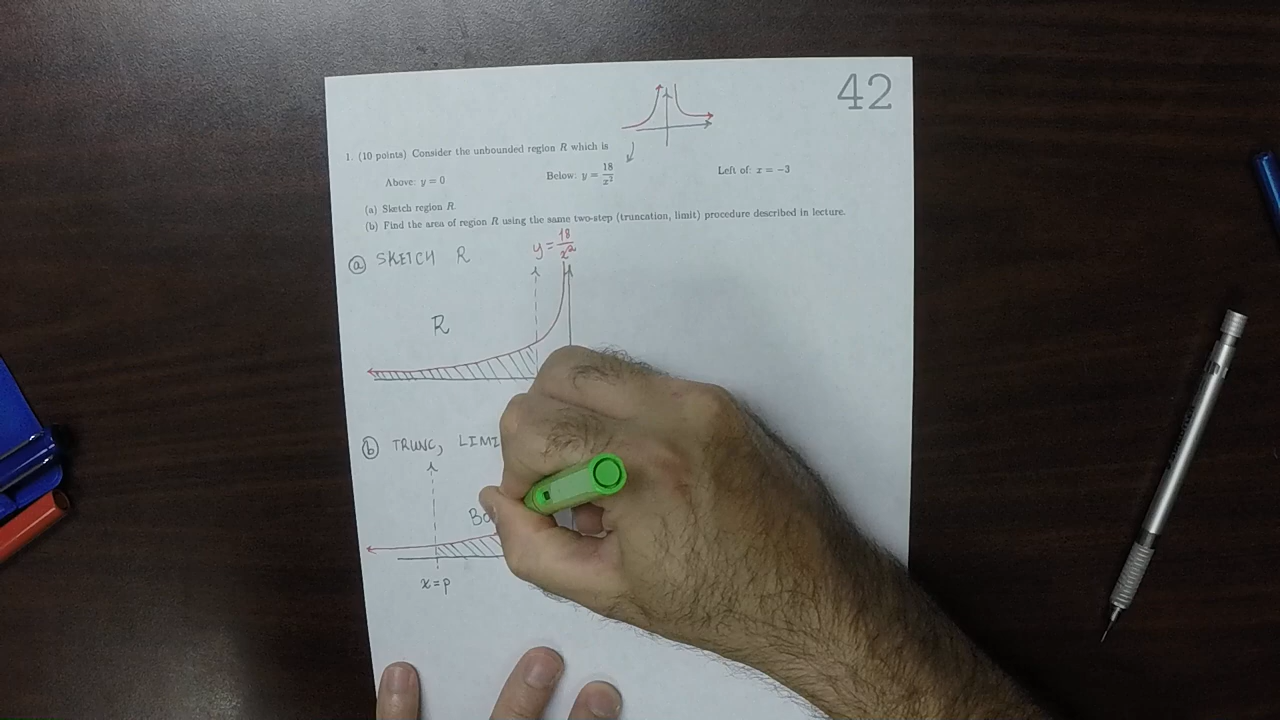 42
1. (10 points) Consider the unbounded region R which is
Above: y = 0 Below: y = 18/x² Left of: x = −3
(a) Sketch region R.
(b) Find the area of region R using the same two-step (truncation, limit) procedure described in lecture.
(a) SKETCH R
y = 18/x²
R
(b) TRUNC,
x = p